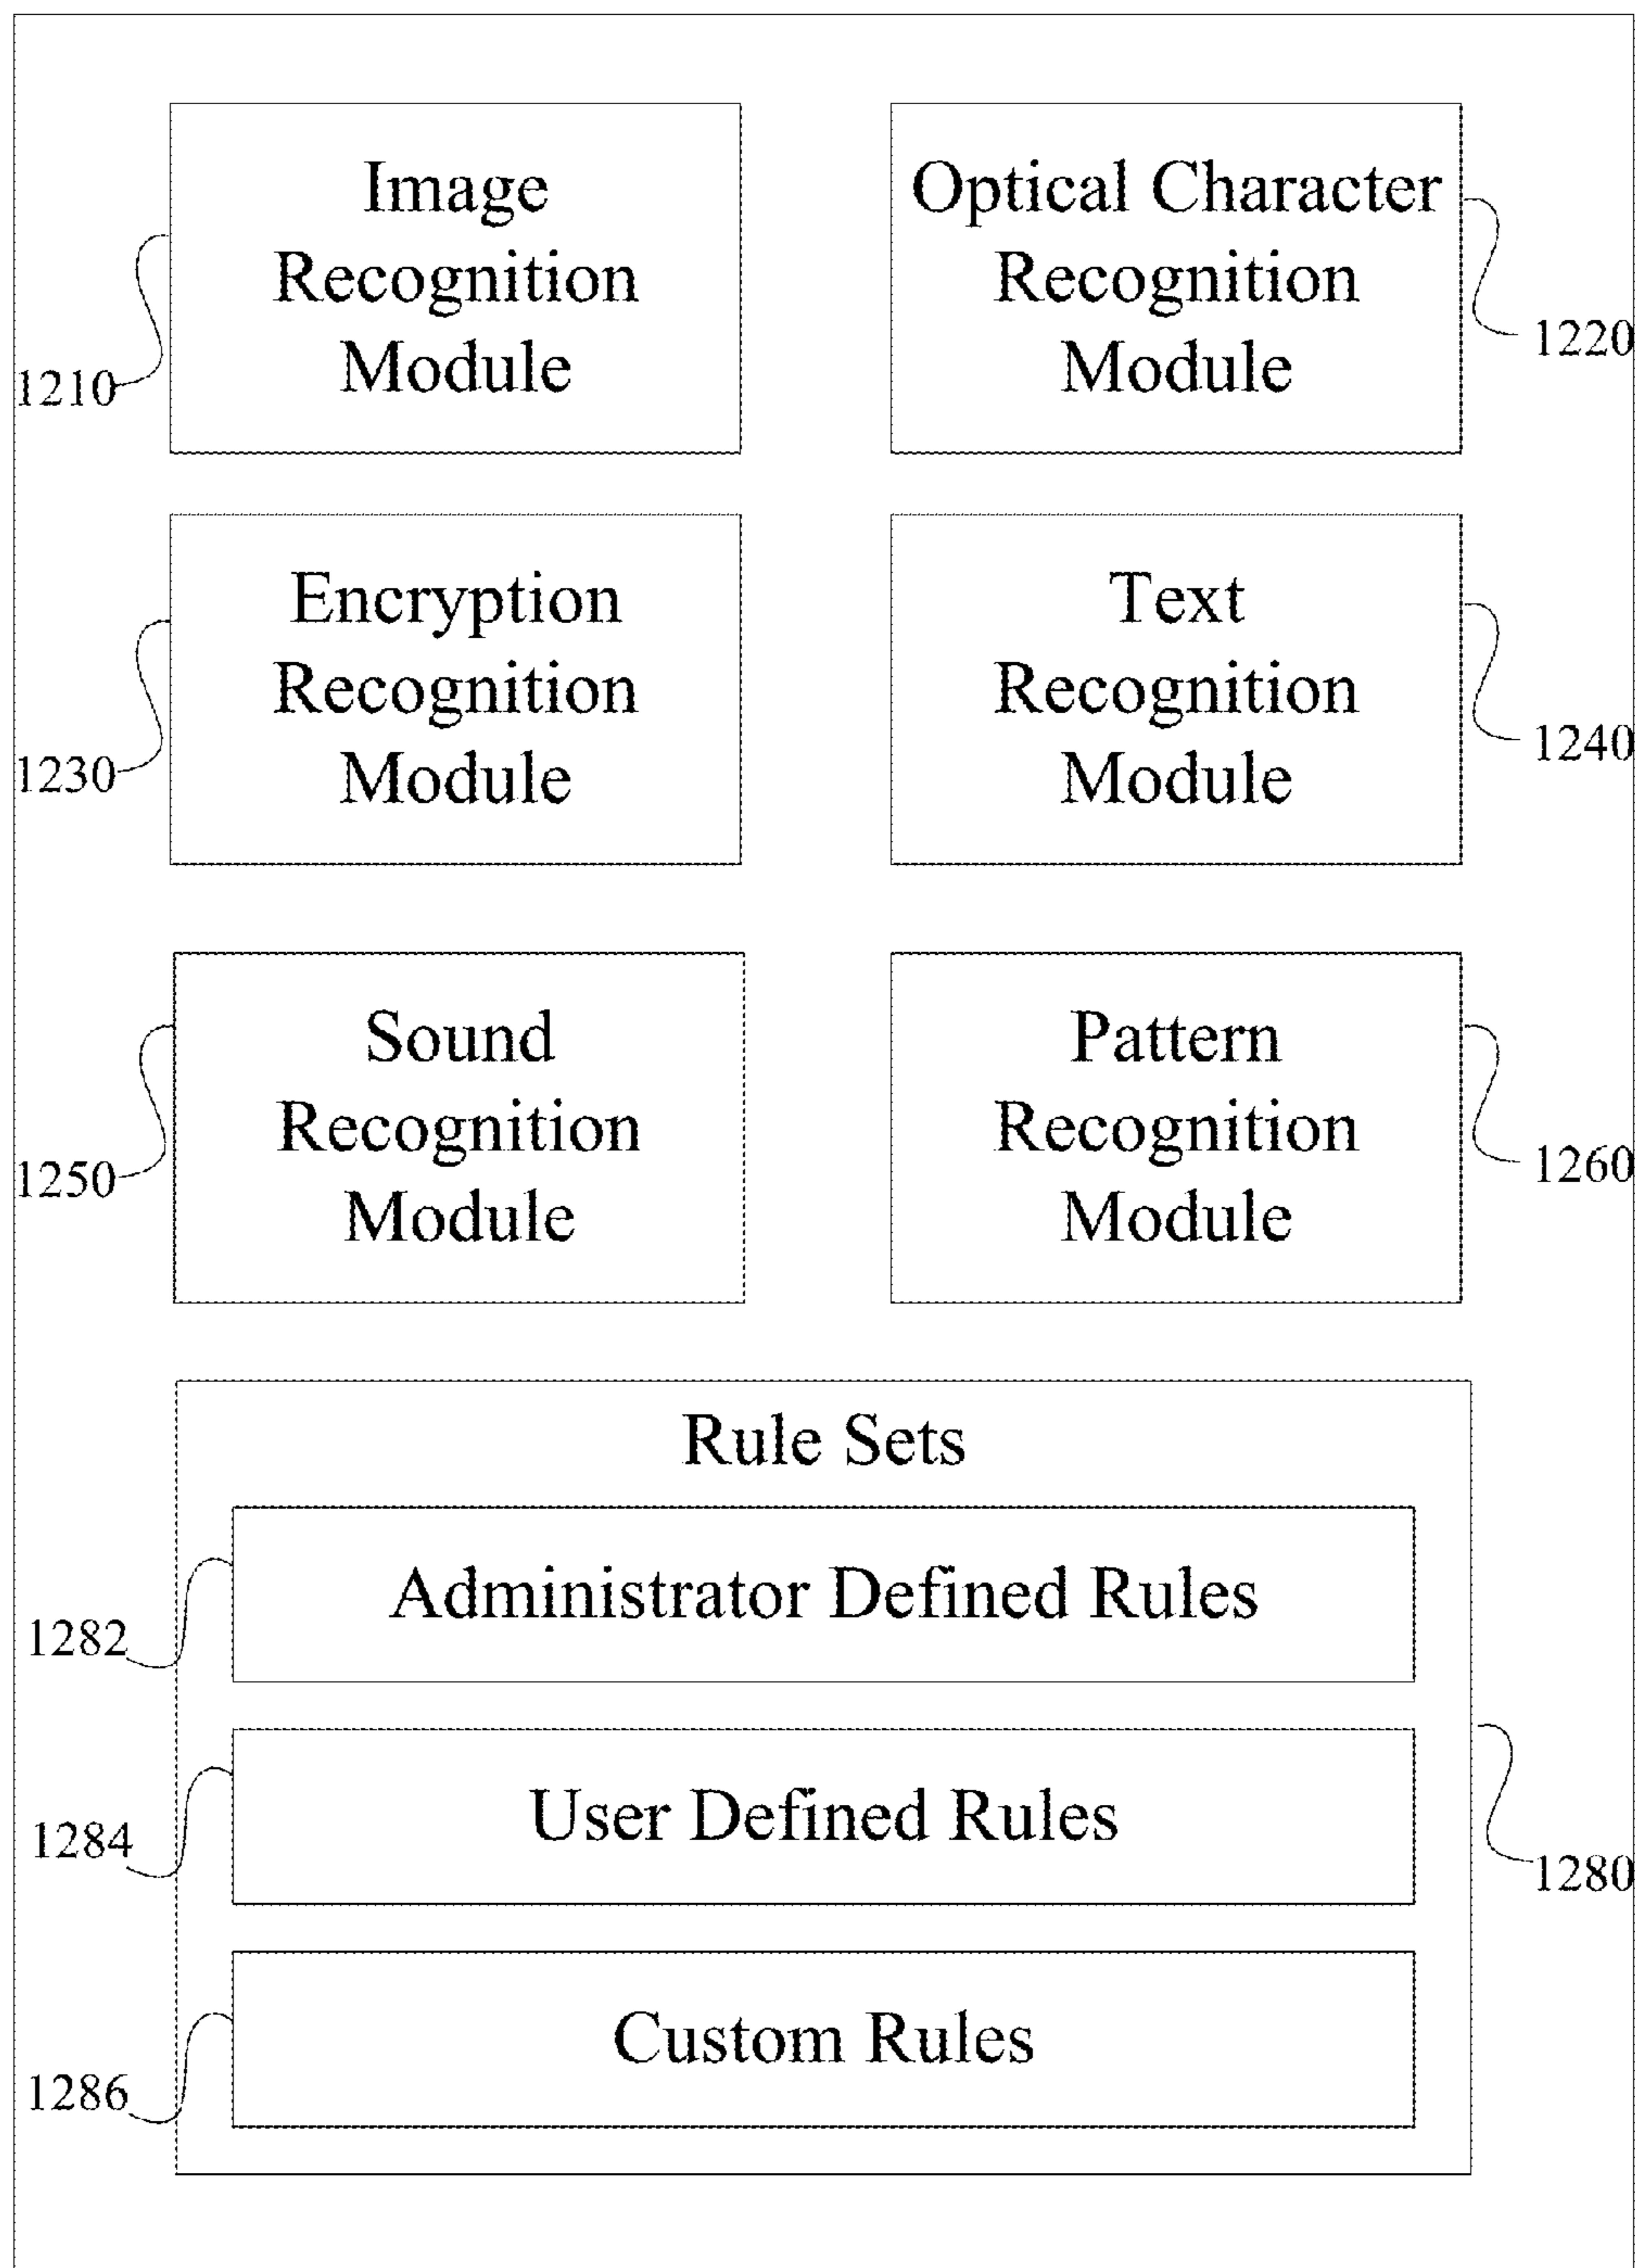 Image
Recognition
Module
1210
Optical Character
Recognition
Module
1220
Encryption
Recognition
Module
1230
Text
Recognition
Module
1240
Sound
Recognition
Module
1250
Pattern
Recognition
Module
1260
Rule Sets
Administrator Defined Rules
1282
User Defined Rules
1284
1280
Custom Rules
1286